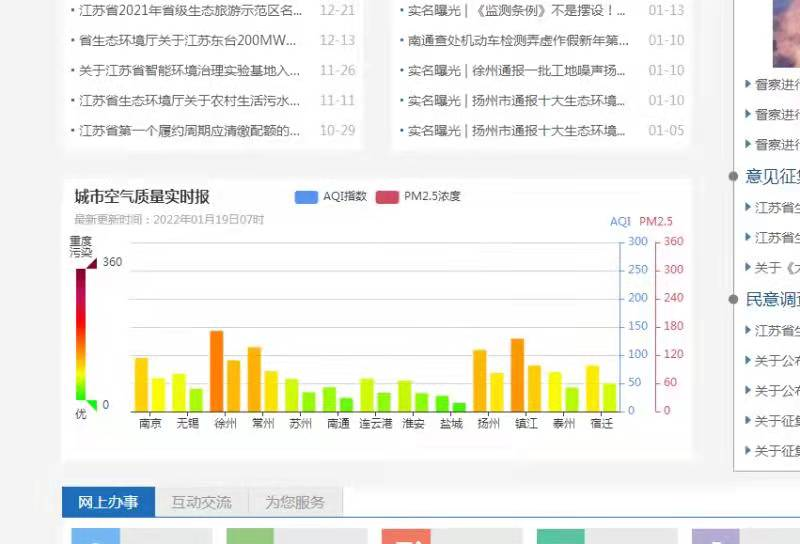 江苏省2021年省级生态旅游示范区名... 12-21
省生态环境厅关于江苏东台200MW... 12-13
关于江苏省智能环境治理实验基地入... 11-26
江苏省生态环境厅关于农村生活污水... 11-11
江苏省第一个履约周期应清缴配额的... 10-29
实名曝光 | 《监测条例》不是摆设！... 01-13
南通查处机动车检测弄虚作假新年第... 01-10
实名曝光 | 徐州通报一批工地噪声扬... 01-10
实名曝光 | 扬州市通报十大生态环境... 01-10
实名曝光 | 扬州市通报十大生态环境... 01-05
城市空气质量实时报
最新更新时间：2022年01月19日07时
AQI指数 PM2.5浓度
AQI PM2.5
重度
污染
360
0
优
300 360
250 300
200 240
150 180
100 120
50 60
0 0
南京 无锡 徐州 常州 苏州 南通 连云港 淮安 盐城 扬州 镇江 泰州 宿迁
督察进行
督察进行
督察进行
意见征集
江苏省生
江苏省生
关于《大
民意调查
江苏省生
关于公布
关于公布
关于征集
关于征集
网上办事 互动交流 为您服务